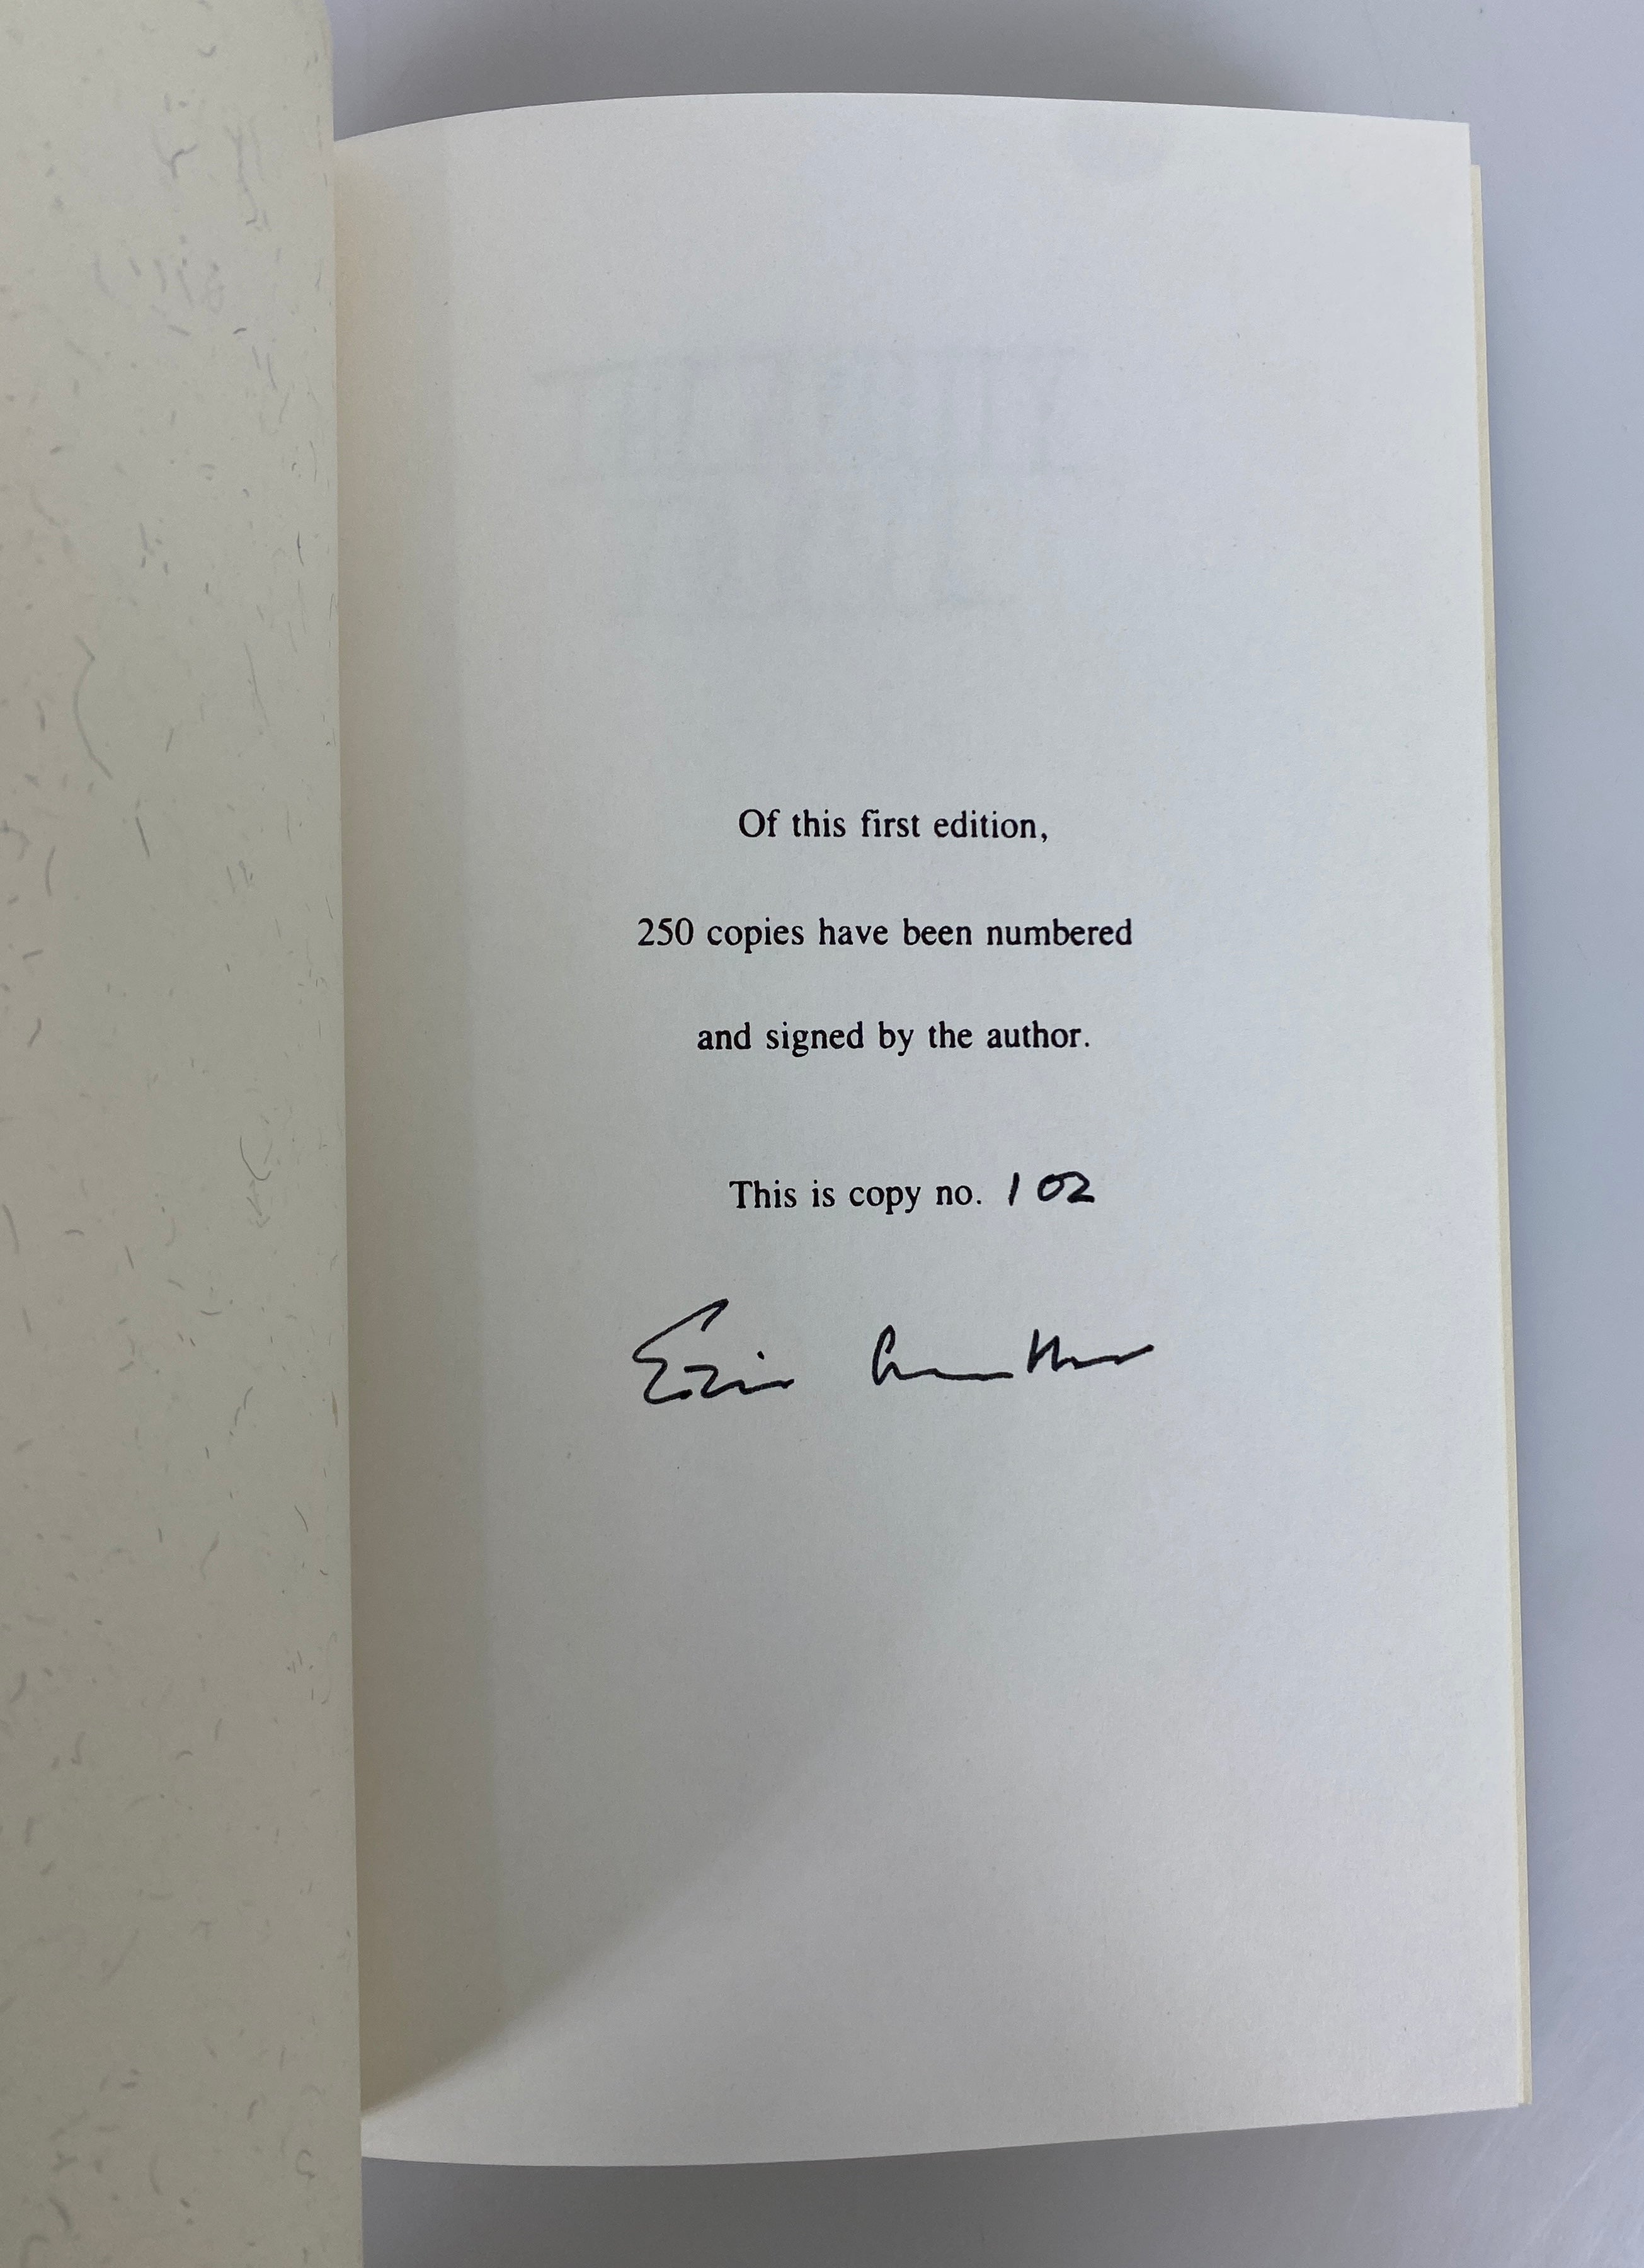 Of this first edition,
250 copies have been numbered
and signed by the author.
This is copy no. 102